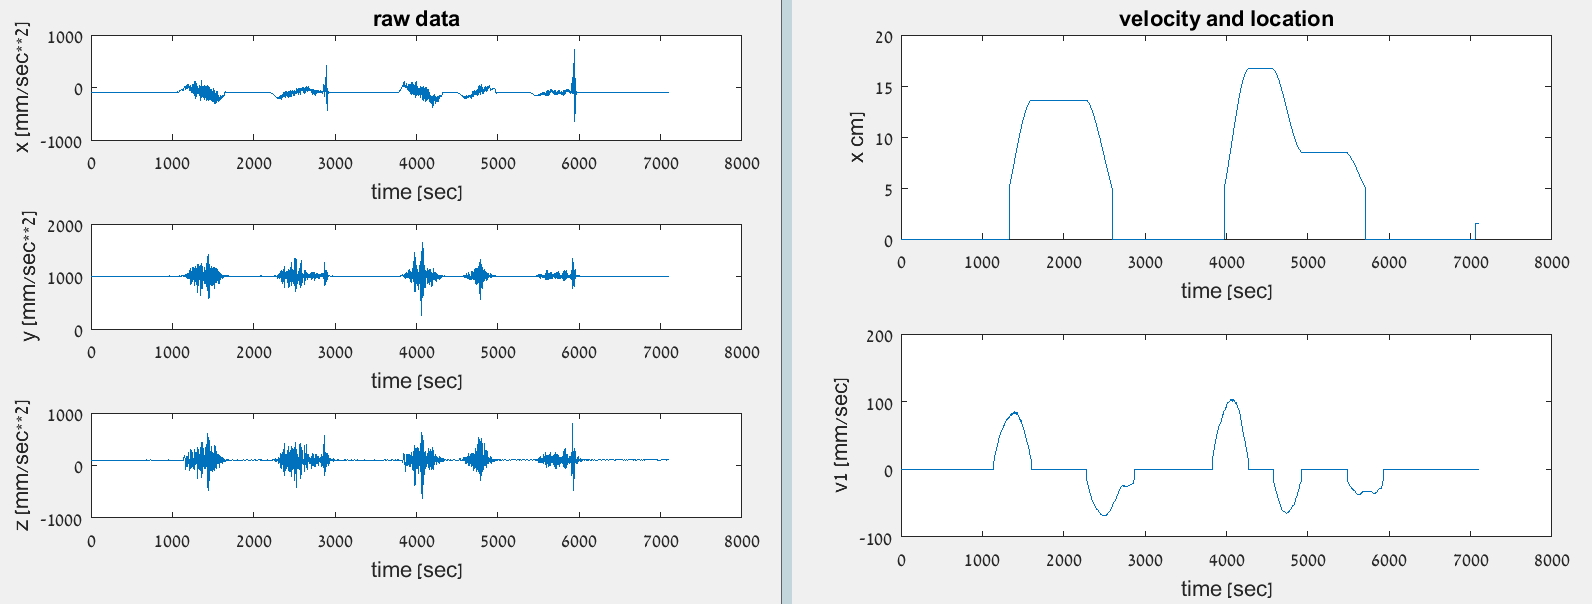 raw data
1000
0
-1000
x [mm/sec**2]
0 1000 2000 3000 4000 5000 6000 7000 8000
time [sec]
2000
1000
0
y [mm/sec**2]
0 1000 2000 3000 4000 5000 6000 7000 8000
time [sec]
1000
0
-1000
z [mm/sec**2]
0 1000 2000 3000 4000 5000 6000 7000 8000
time [sec]
velocity and location
20
15
10
5
0
x cm]
0 1000 2000 3000 4000 5000 6000 7000 8000
time [sec]
200
100
0
-100
v1 [mm/sec]
0 1000 2000 3000 4000 5000 6000 7000 8000
time [sec]